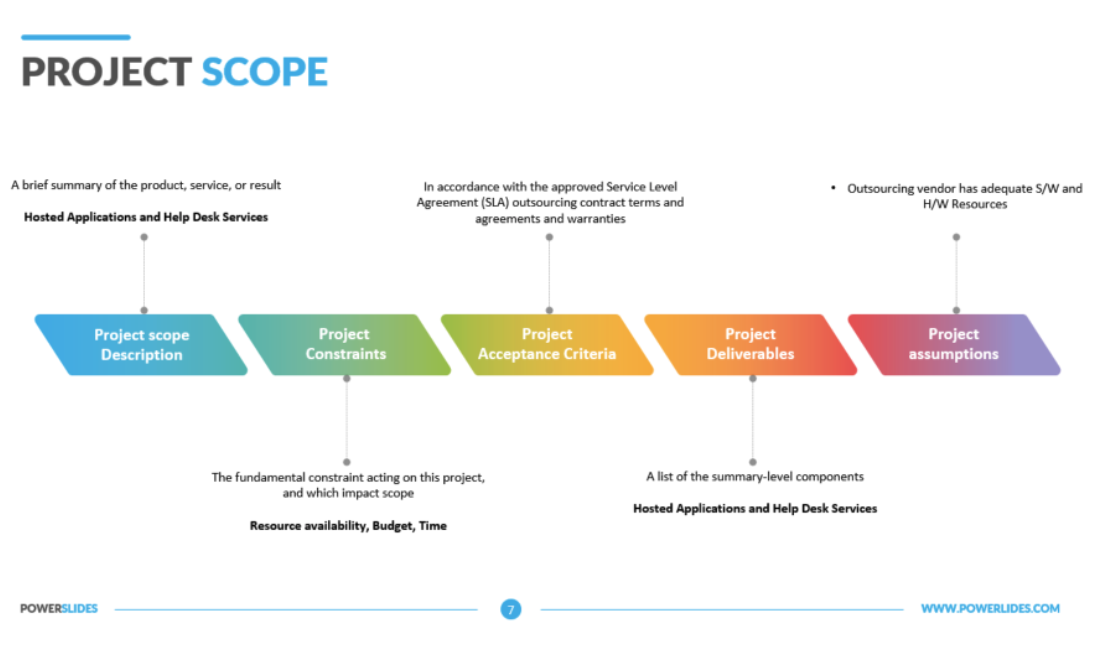 PROJECT SCOPE
A brief summary of the product, service, or result
Hosted Applications and Help Desk Services
In accordance with the approved Service Level
Agreement (SLA) outsourcing contract terms and
agreements and warranties
• Outsourcing vendor has adequate S/W and
H/W Resources
Project scope
Description
Project
Constraints
Project
Acceptance Criteria
Project
Deliverables
Project
assumptions
The fundamental constraint acting on this project,
and which impact scope
Resource availability, Budget, Time
A list of the summary-level components
Hosted Applications and Help Desk Services
POWERSLIDES
7
WWW.POWERLIDES.COM